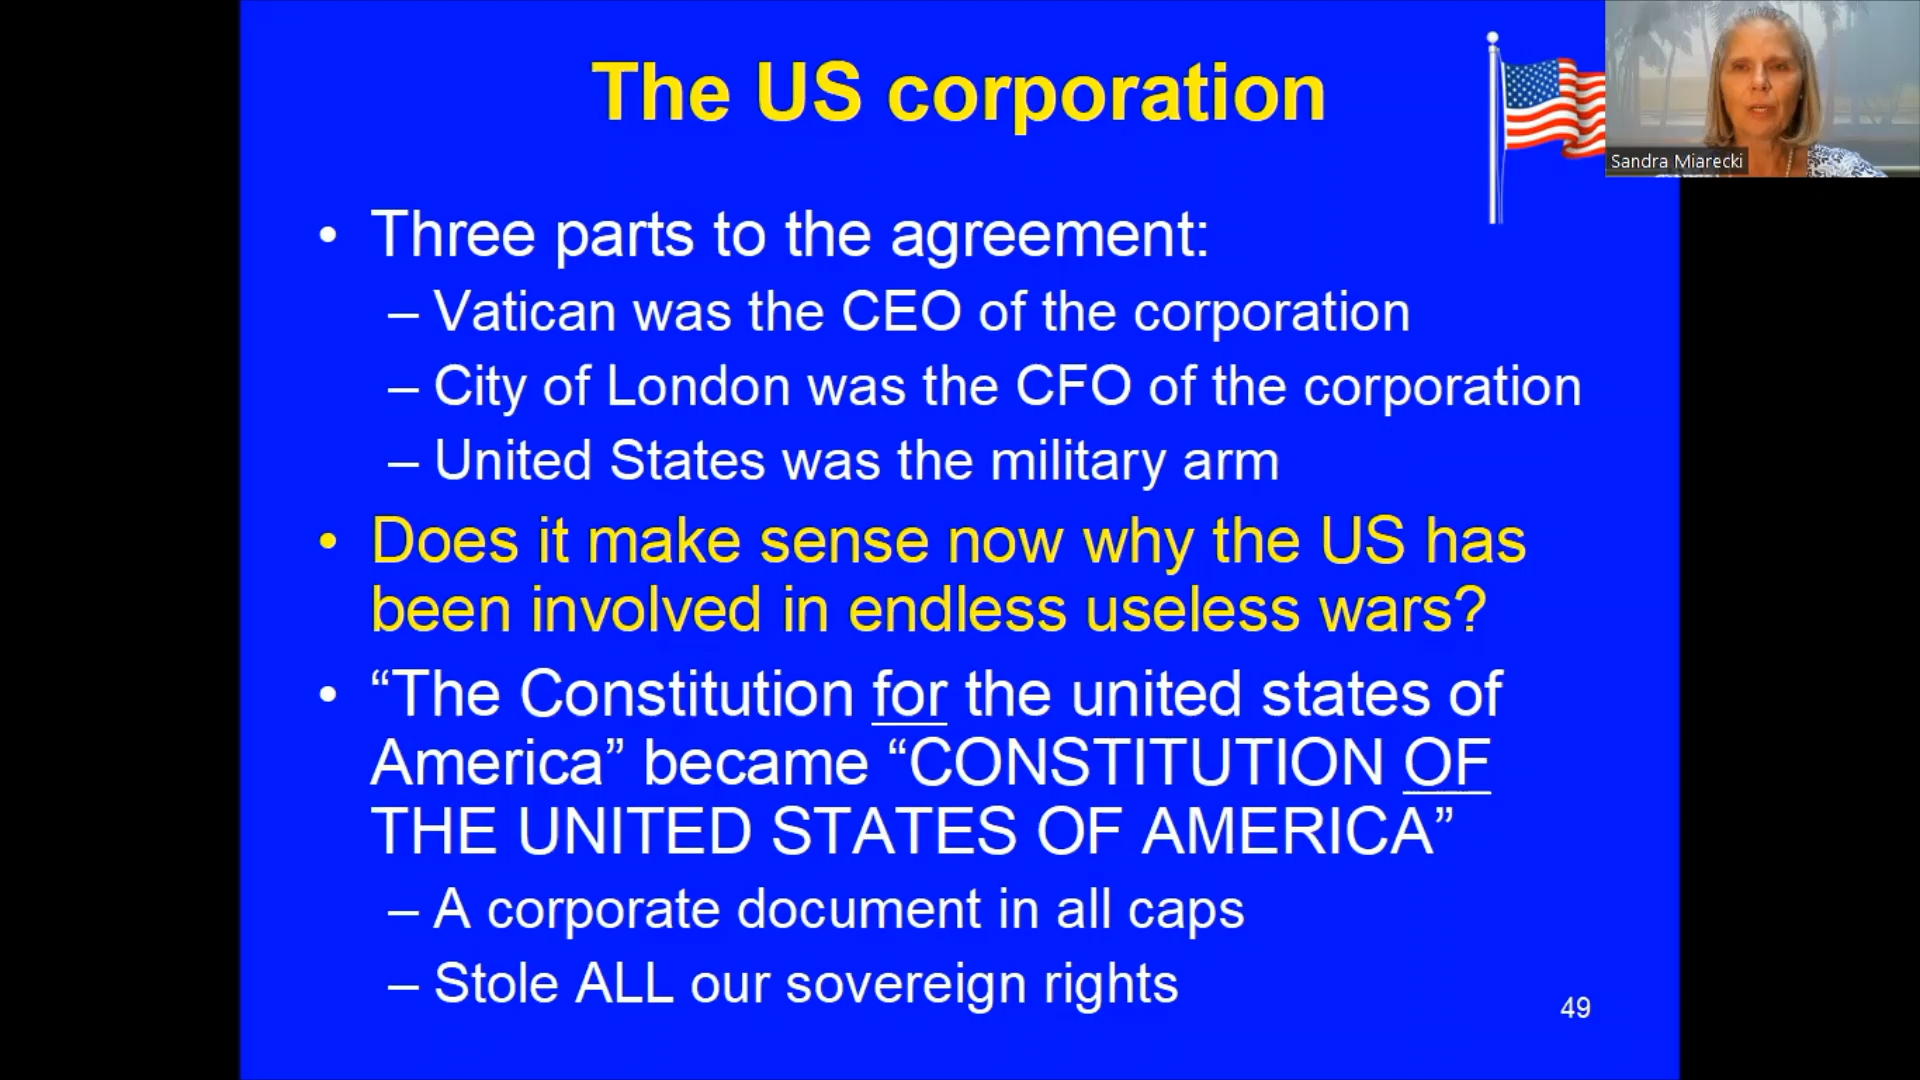 The US corporation
Sandra Miarecki
• Three parts to the agreement:
– Vatican was the CEO of the corporation
– City of London was the CFO of the corporation
– United States was the military arm
• Does it make sense now why the US has
been involved in endless useless wars?
• “The Constitution for the united states of
America” became “CONSTITUTION OF
THE UNITED STATES OF AMERICA”
– A corporate document in all caps
– Stole ALL our sovereign rights
49